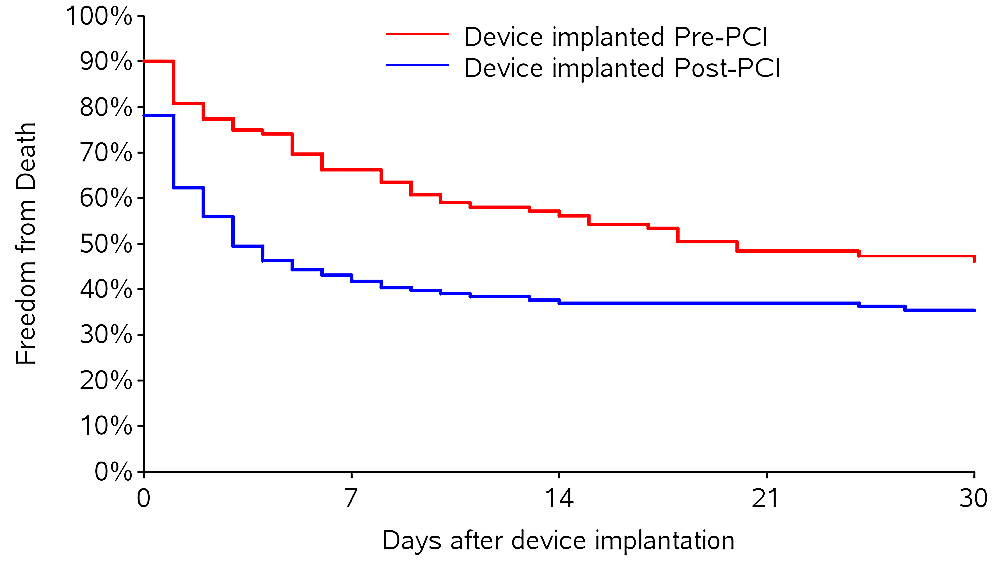 100%
90%
80%
70%
60%
50%
40%
30%
20%
10%
0%
Freedom from Death
Device implanted Pre-PCI
Device implanted Post-PCI
0 7 14 21 30
Days after device implantation